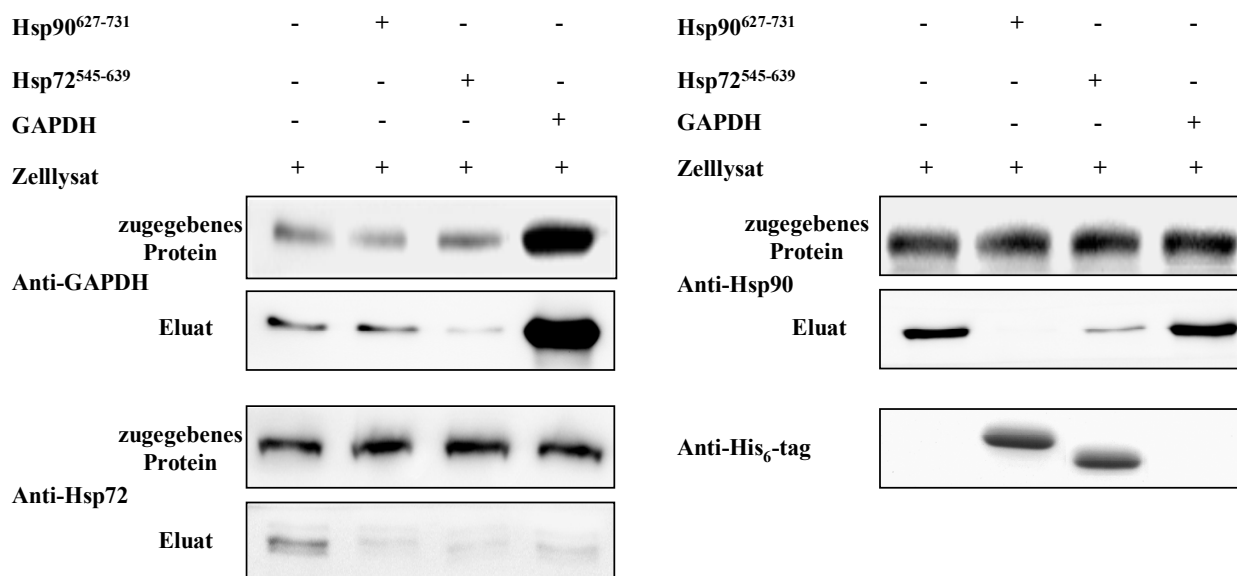 Hsp90627-731 - + - -
Hsp72545-639 - - + -
GAPDH - - - +
Zelllysat + + + +
zugegebenes
Protein
Anti-GAPDH
Eluat
zugegebenes
Protein
Anti-Hsp72
Eluat
Hsp90627-731 - + - -
Hsp72545-639 - - + -
GAPDH - - - +
Zelllysat + + + +
zugegebenes
Protein
Anti-Hsp90
Eluat
Anti-His6-tag